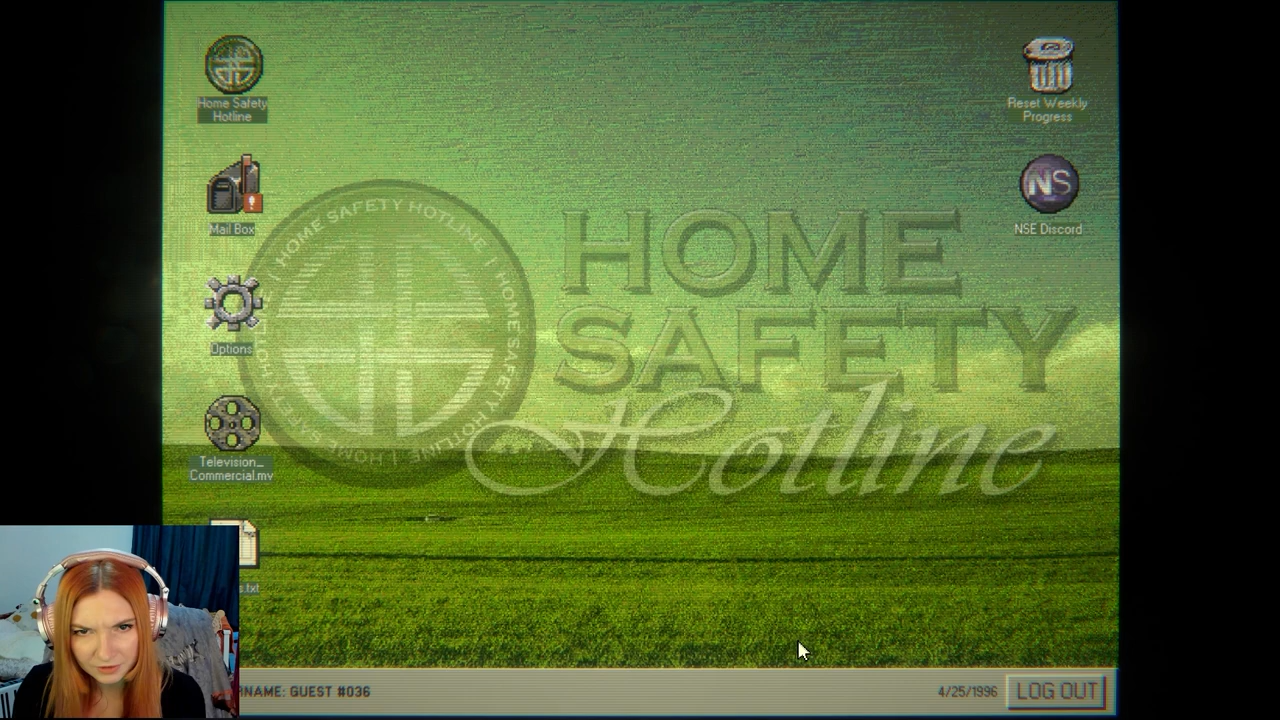 Home Safety
Hotline
Mail Box
Options
Television_
Commercial.mv
s.txt
Reset Weekly
Progress
NS
NSE Discord
HOME SAFETY HOTLINE | HOME SAFETY HOTLINE | HOME SAFETY HOTLINE |
HOME
SAFETY
Hotline
RNAME: GUEST #036
4/25/1996
LOG OUT